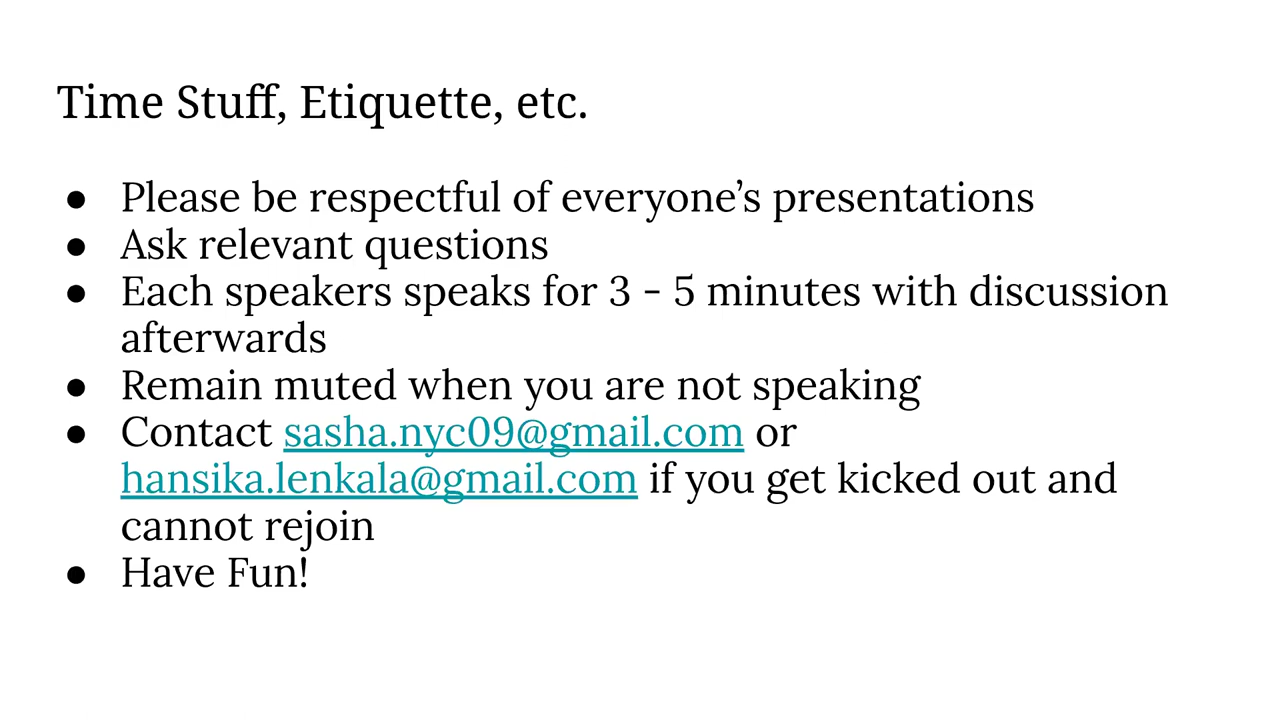 Time Stuff, Etiquette, etc.
● Please be respectful of everyone’s presentations
● Ask relevant questions
● Each speakers speaks for 3 - 5 minutes with discussion
afterwards
● Remain muted when you are not speaking
● Contact sasha.nyc09@gmail.com or
hansika.lenkala@gmail.com if you get kicked out and
cannot rejoin
● Have Fun!